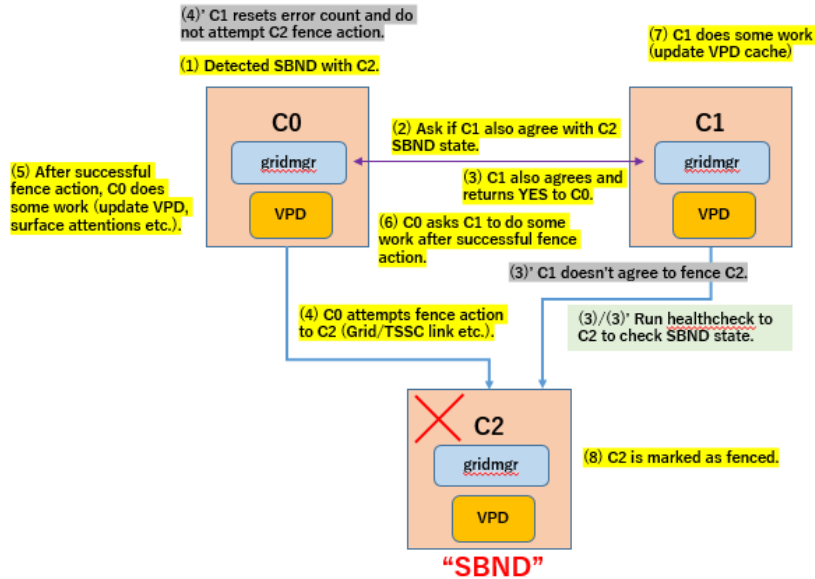 (4)' C1 resets error count and do
not attempt C2 fence action.
(1) Detected SBND with C2.
(7) C1 does some work
(update VPD cache)
C0
gridmgr
VPD
(2) Ask if C1 also agree with C2
SBND state.
(3) C1 also agrees and
returns YES to C0.
C1
gridmgr
VPD
(5) After successful
fence action, C0 does
some work (update VPD,
surface attentions etc.).
(6) C0 asks C1 to do some
work after successful fence
action.
(3)' C1 doesn't agree to fence C2.
(4) C0 attempts fence action
to C2 (Grid/TSSC link etc.).
(3)/(3)' Run healthcheck to
C2 to check SBND state.
C2
gridmgr
VPD
(8) C2 is marked as fenced.
“SBND”